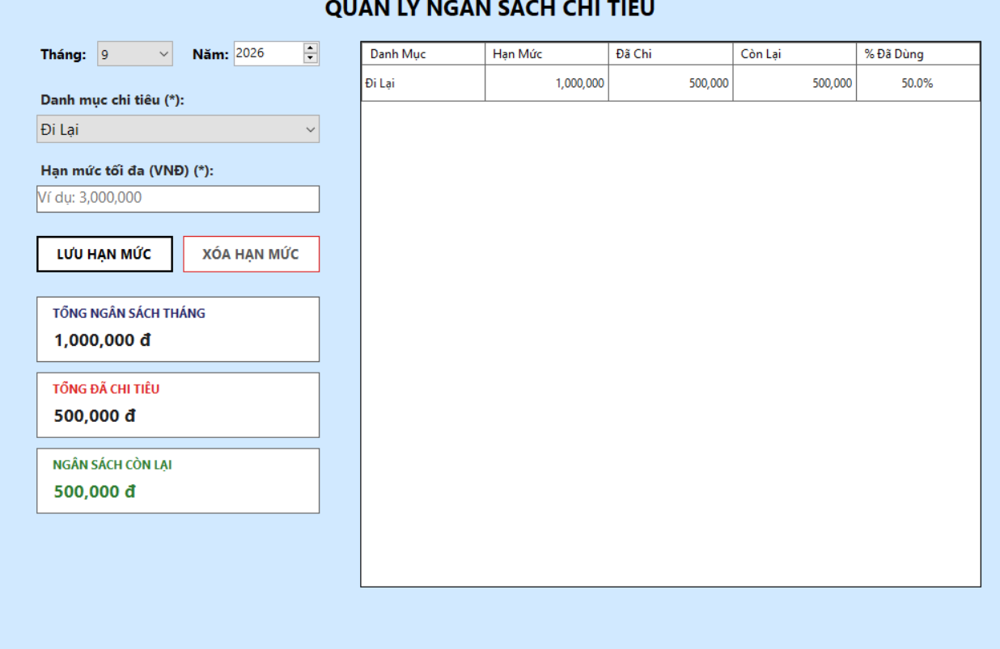 QUẢN LÝ NGÂN SÁCH CHI TIÊU
Tháng: 9 Năm: 2026
Danh mục chi tiêu (*):
Đi Lại
Hạn mức tối đa (VNĐ) (*):
Ví dụ: 3,000,000
LƯU HẠN MỨC XÓA HẠN MỨC
TỔNG NGÂN SÁCH THÁNG
1,000,000 đ
TỔNG ĐÃ CHI TIÊU
500,000 đ
NGÂN SÁCH CÒN LẠI
500,000 đ
Danh Mục Hạn Mức Đã Chi Còn Lại % Đã Dùng
Đi Lại 1,000,000 500,000 500,000 50.0%